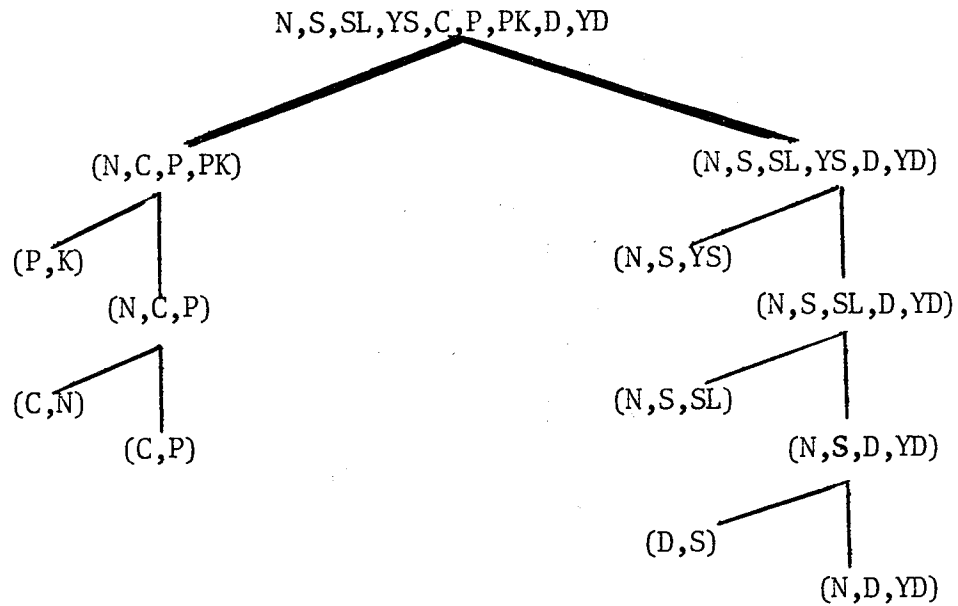 N,S,SL,YS,C,P,PK,D,YD
(N,C,P,PK)
(N,S,SL,YS,D,YD)
(P,K)
(N,S,YS)
(N,C,P)
(N,S,SL,D,YD)
(C,N)
(N,S,SL)
(C,P)
(N,S,D,YD)
(D,S)
(N,D,YD)